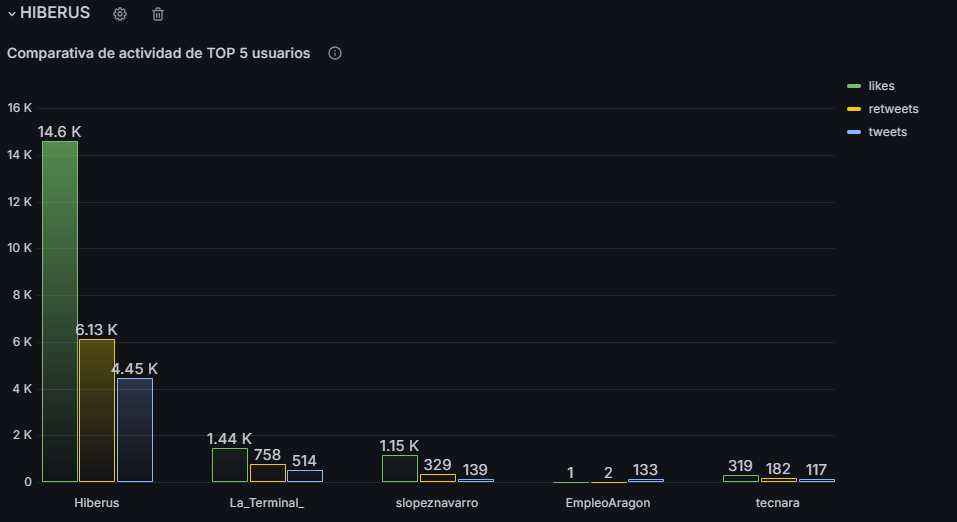 HIBERUS
Comparativa de actividad de TOP 5 usuarios
likes
retweets
tweets
16 K
14 K
12 K
10 K
8 K
6 K
4 K
2 K
0
14.6 K
6.13 K
4.45 K
1.44 K
758
514
1.15 K
329
139
1
2
133
319
182
117
Hiberus
La_Terminal_
slopeznavarro
EmpleoAragon
tecnara